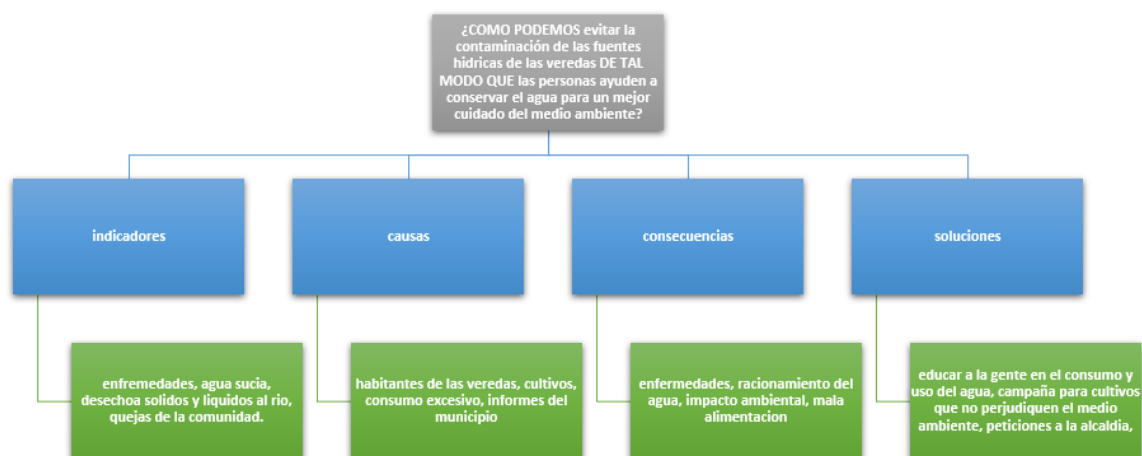 ¿COMO PODEMOS evitar la
contaminación de las fuentes
hidricas de las veredas DE TAL
MODO QUE las personas ayuden a
conservar el agua para un mejor
cuidado del medio ambiente?
indicadores
causas
consecuencias
soluciones
enfremedades, agua sucia,
desechoa solidos y liquidos al rio,
quejas de la comunidad.
habitantes de las veredas, cultivos,
consumo excesivo, informes del
municipio
enfermedades, racionamiento del
agua, impacto ambiental, mala
alimentacion
educar a la gente en el consumo y
uso del agua, campaña para cultivos
que no perjudiquen el medio
ambiente, peticiones a la alcaldia,